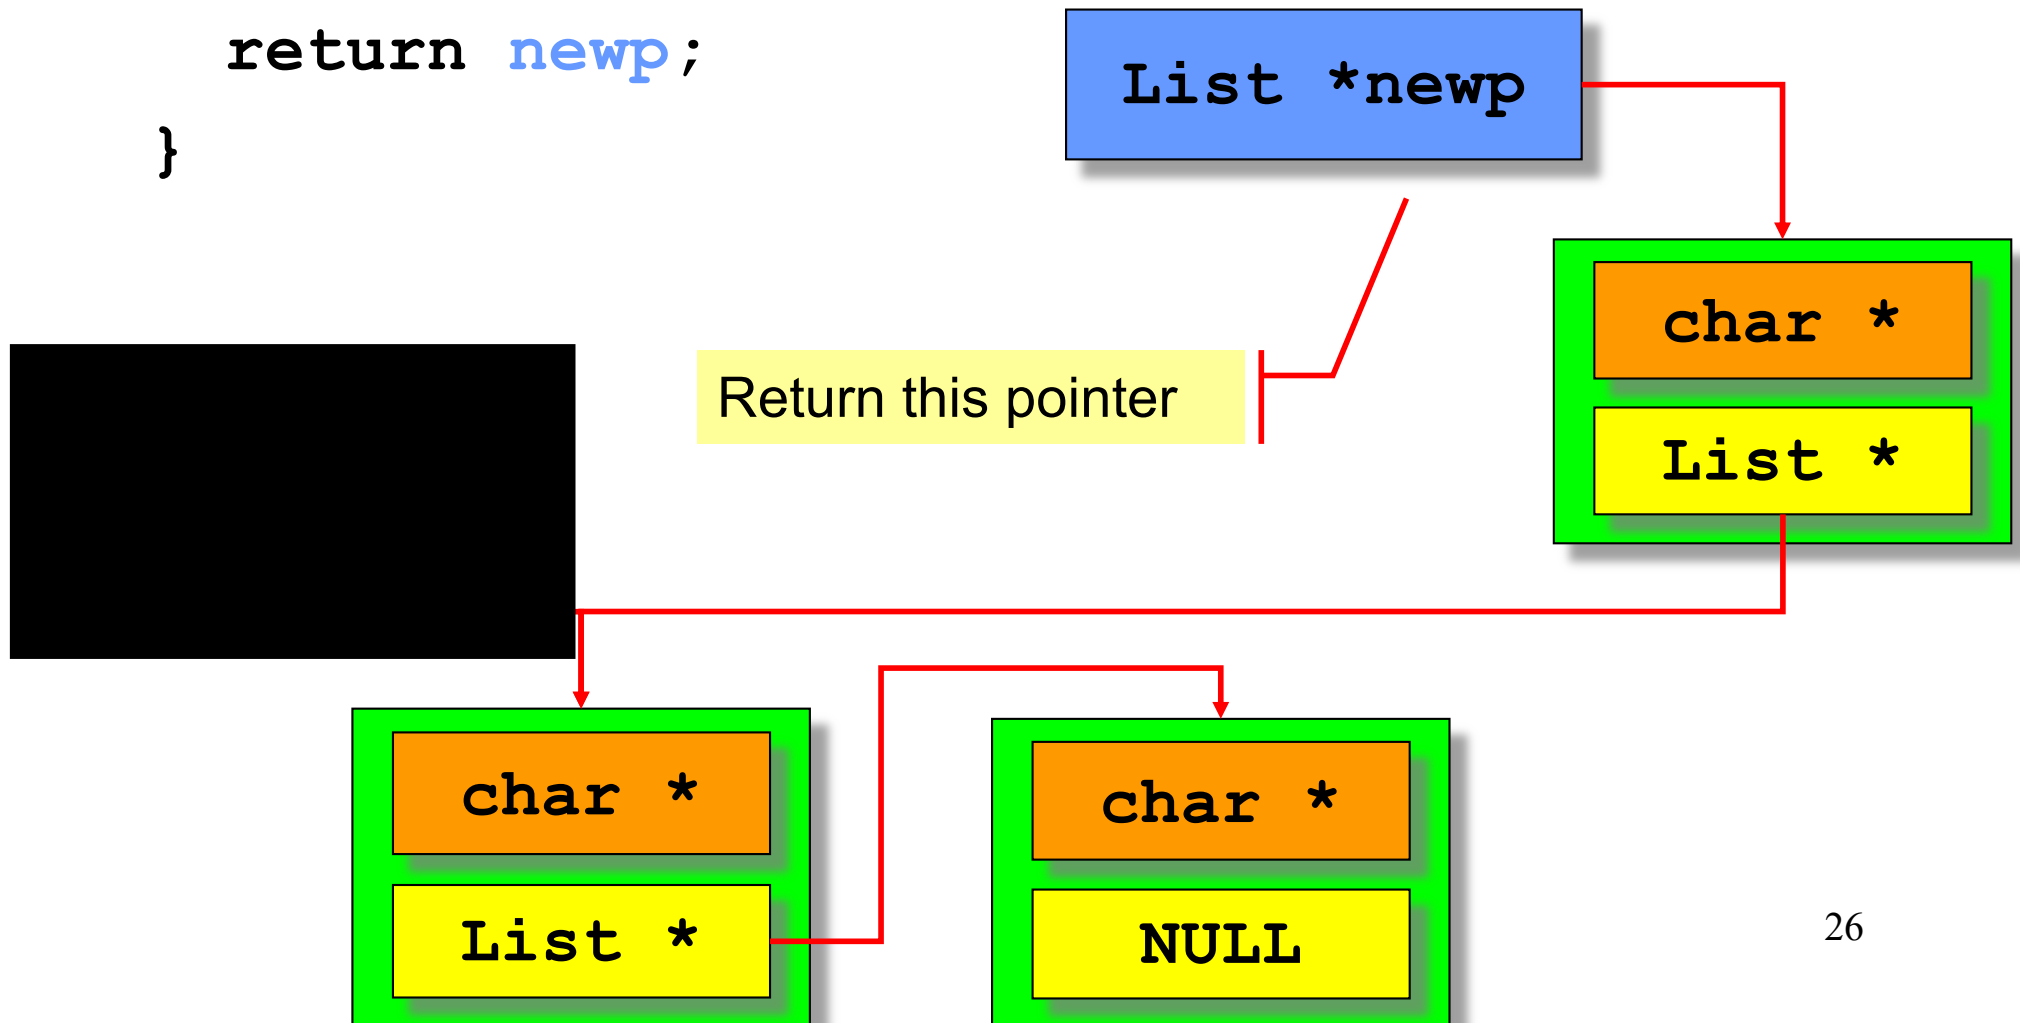 return newp;
}
List *newp
char *
List *
Return this pointer
char *
List *
char *
NULL
26